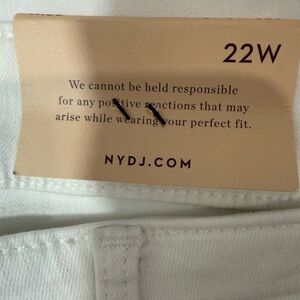 22W
We cannot be held responsible
for any positive reactions that may
arise while wearing your perfect fit.
NYDJ.COM